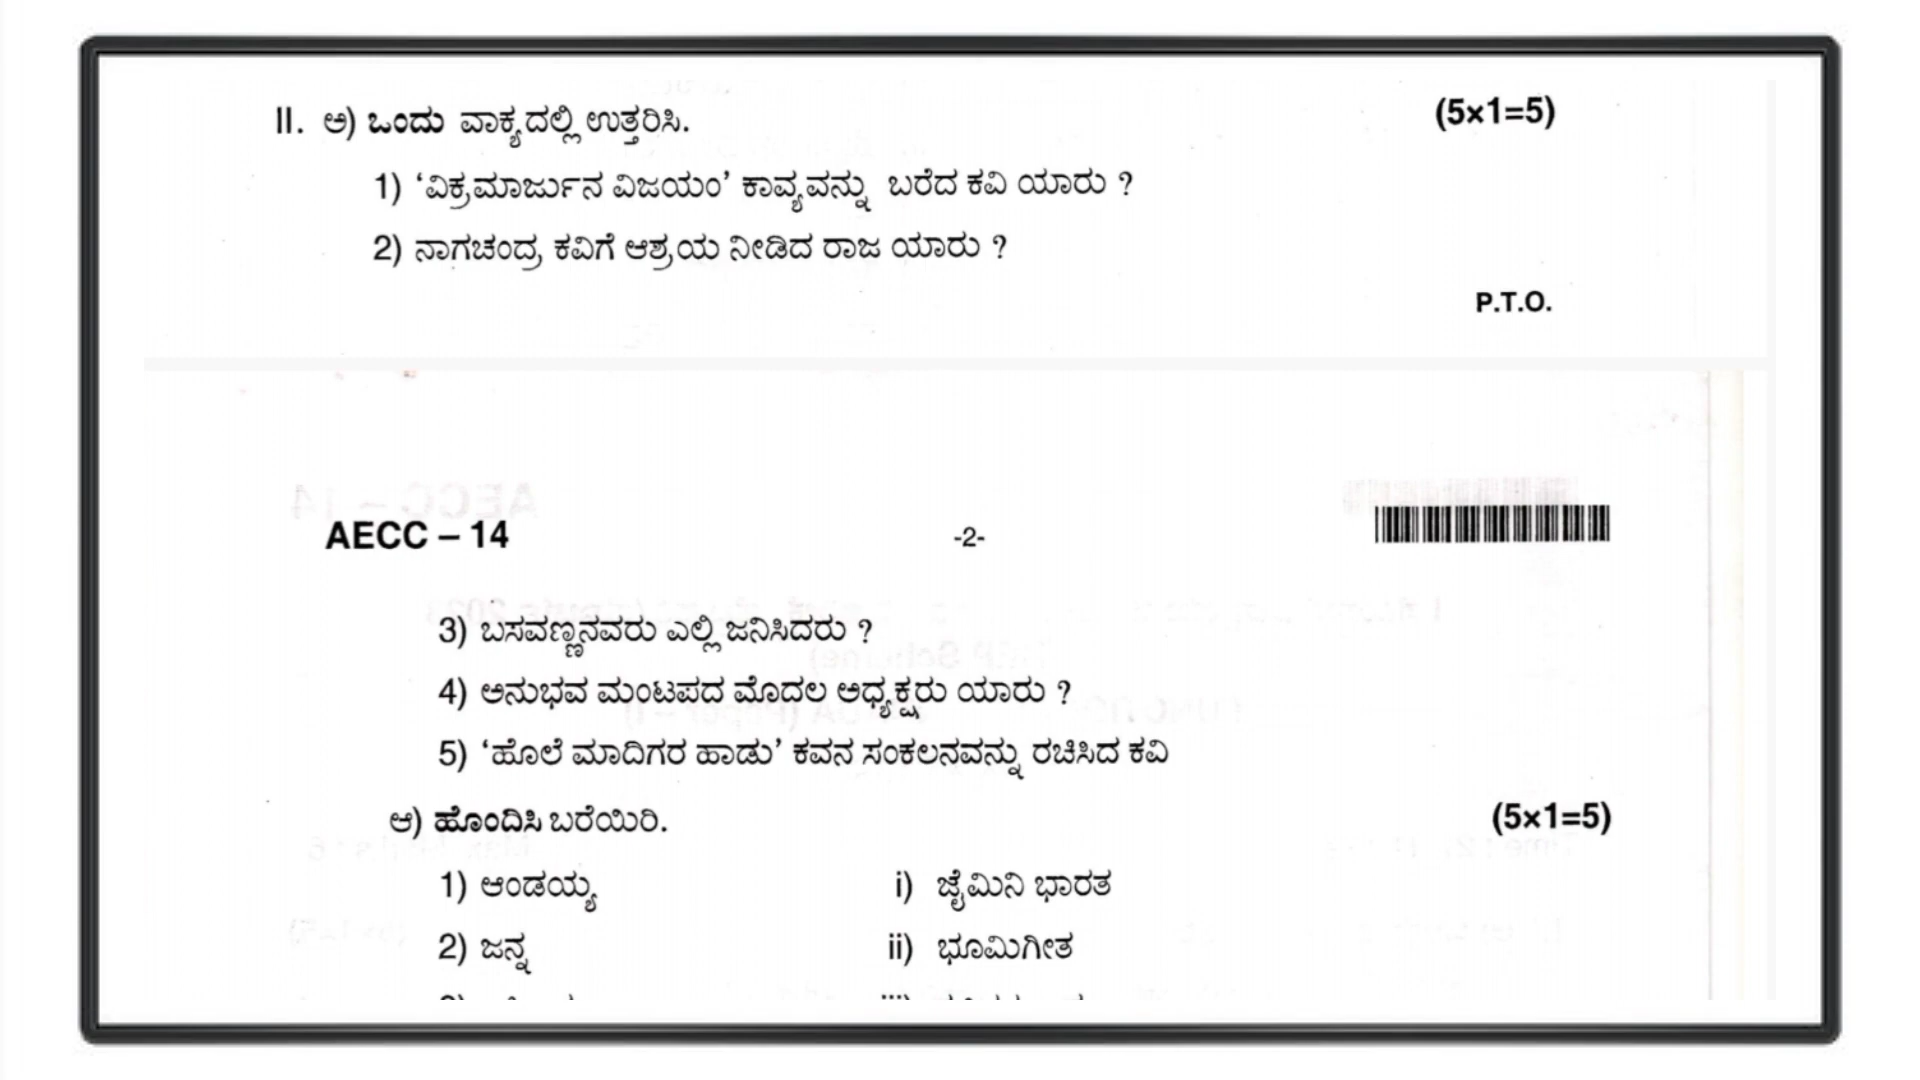 II. ಅ) ಒಂದು ವಾಕ್ಯದಲ್ಲಿ ಉತ್ತರಿಸಿ. (5×1=5)
1) ‘ವಿಕ್ರಮಾರ್ಜುನ ವಿಜಯಂ’ ಕಾವ್ಯವನ್ನು ಬರೆದ ಕವಿ ಯಾರು ?
2) ನಾಗಚಂದ್ರ ಕವಿಗೆ ಆಶ್ರಯ ನೀಡಿದ ರಾಜ ಯಾರು ?
P.T.O.
AECC – 14 -2-
3) ಬಸವಣ್ಣನವರು ಎಲ್ಲಿ ಜನಿಸಿದರು ?
4) ಅನುಭವ ಮಂಟಪದ ಮೊದಲ ಅಧ್ಯಕ್ಷರು ಯಾರು ?
5) ‘ಹೊಲೆ ಮಾದಿಗರ ಹಾಡು’ ಕವನ ಸಂಕಲನವನ್ನು ರಚಿಸಿದ ಕವಿ
ಆ) ಹೊಂದಿಸಿ ಬರೆಯಿರಿ. (5×1=5)
1) ಆಂಡಯ್ಯ i) ಜೈಮಿನಿ ಭಾರತ
2) ಜನ್ನ ii) ಭೂಮಿಗೀತ